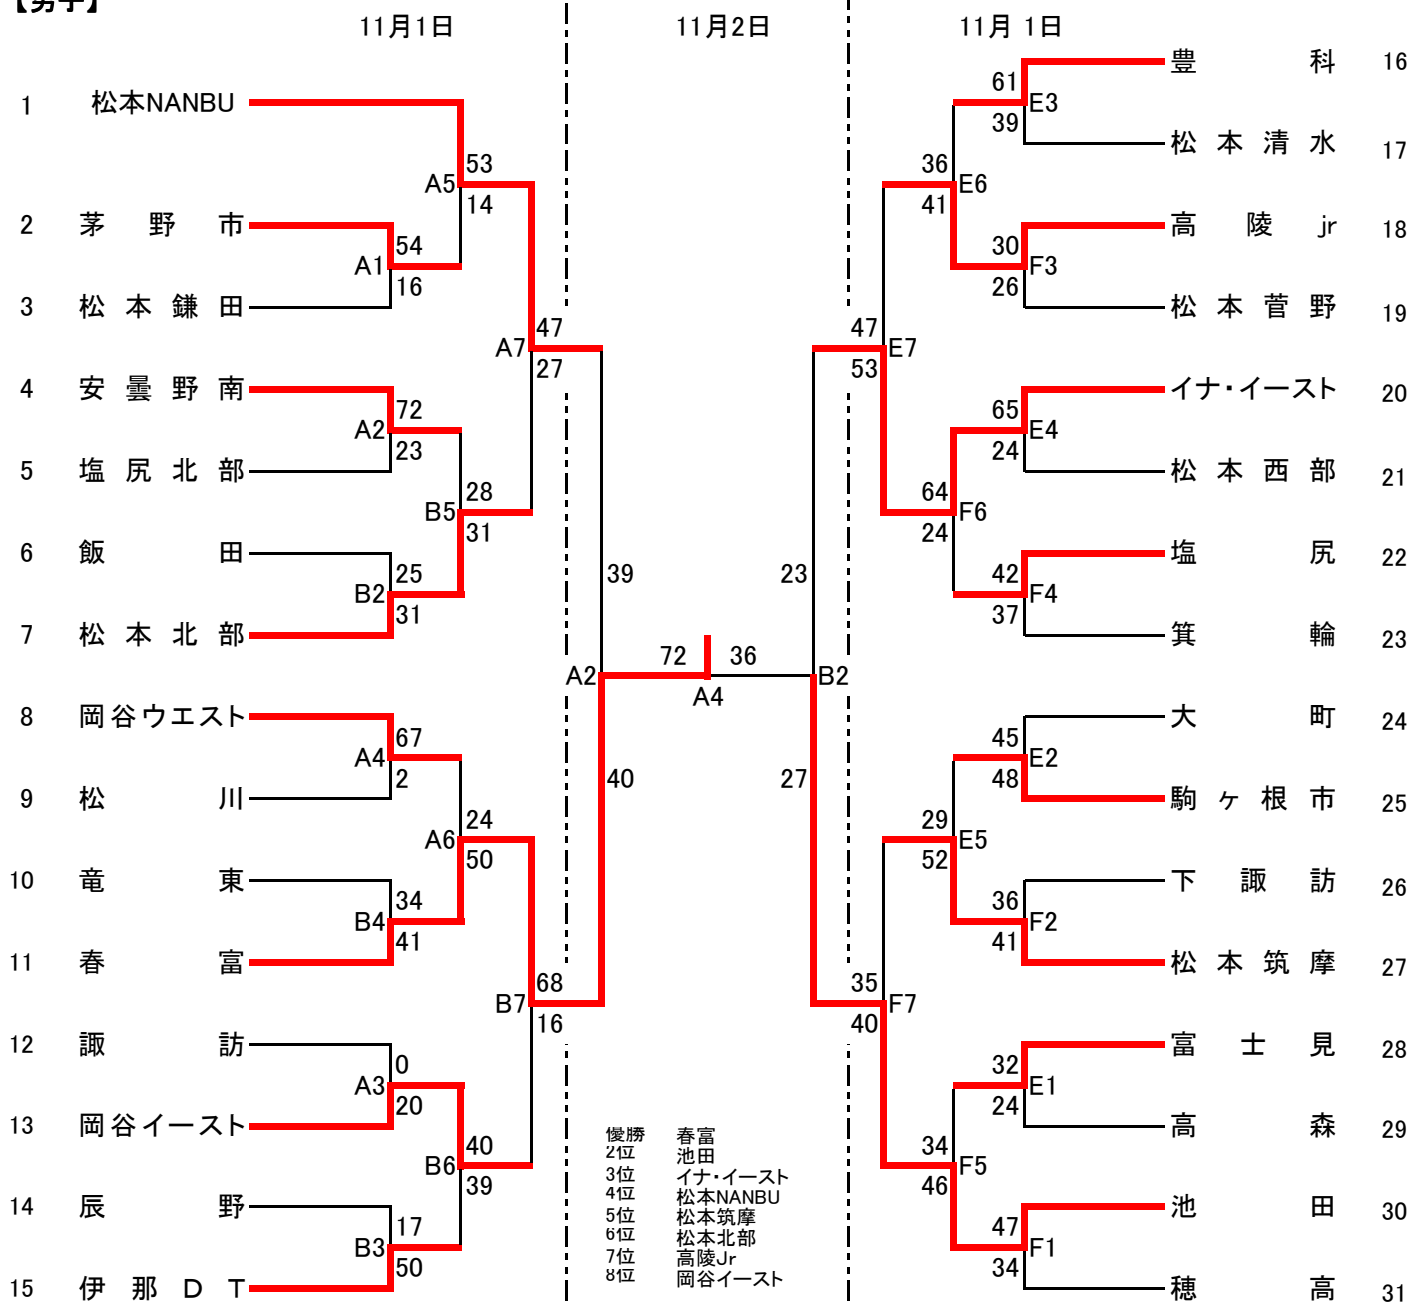 【男子】
11月1日 11月2日 11月 1日
1 松本NANBU
2 茅野市
3 松本鎌田
4 安曇野南
5 塩尻北部
6 飯田
7 松本北部
8 岡谷ウエスト
9 松川
10 竜東
11 春富
12 諏訪
13 岡谷イースト
14 辰野
15 伊那DT
A5 53 14
A1 54 16
A7 47 27
A2 72 23
B5 28 31
B2 25 31
A4 67 2
A6 24 50
B4 34 41
B7 68 16
A3 0 20
B6 40 39
B3 17 50
A2 39 40
72 A4 36
B2 23 27
61 E3 39
36 E6 41
30 F3 26
47 E7 53
65 E4 24
64 F6 24
42 F4 37
45 E2 48
29 E5 52
36 F2 41
35 F7 40
32 E1 24
34 F5 46
47 F1 34
豊科 16
松本清水 17
高陵jr 18
松本菅野 19
イナ・イースト 20
松本西部 21
塩尻 22
箕輪 23
大町 24
駒ヶ根市 25
下諏訪 26
松本筑摩 27
富士見 28
高森 29
池田 30
穂高 31
優勝 春富
2位 池田
3位 イナ・イースト
4位 松本NANBU
5位 松本筑摩
6位 松本北部
7位 高陵Jr
8位 岡谷イースト